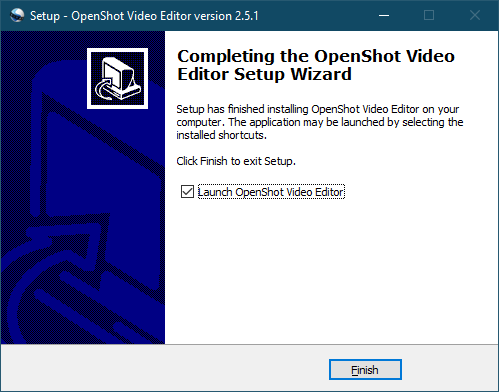 Setup - OpenShot Video Editor version 2.5.1
Completing the OpenShot Video
Editor Setup Wizard
Setup has finished installing OpenShot Video Editor on your
computer. The application may be launched by selecting the
installed shortcuts.
Click Finish to exit Setup.
Launch OpenShot Video Editor
Finish